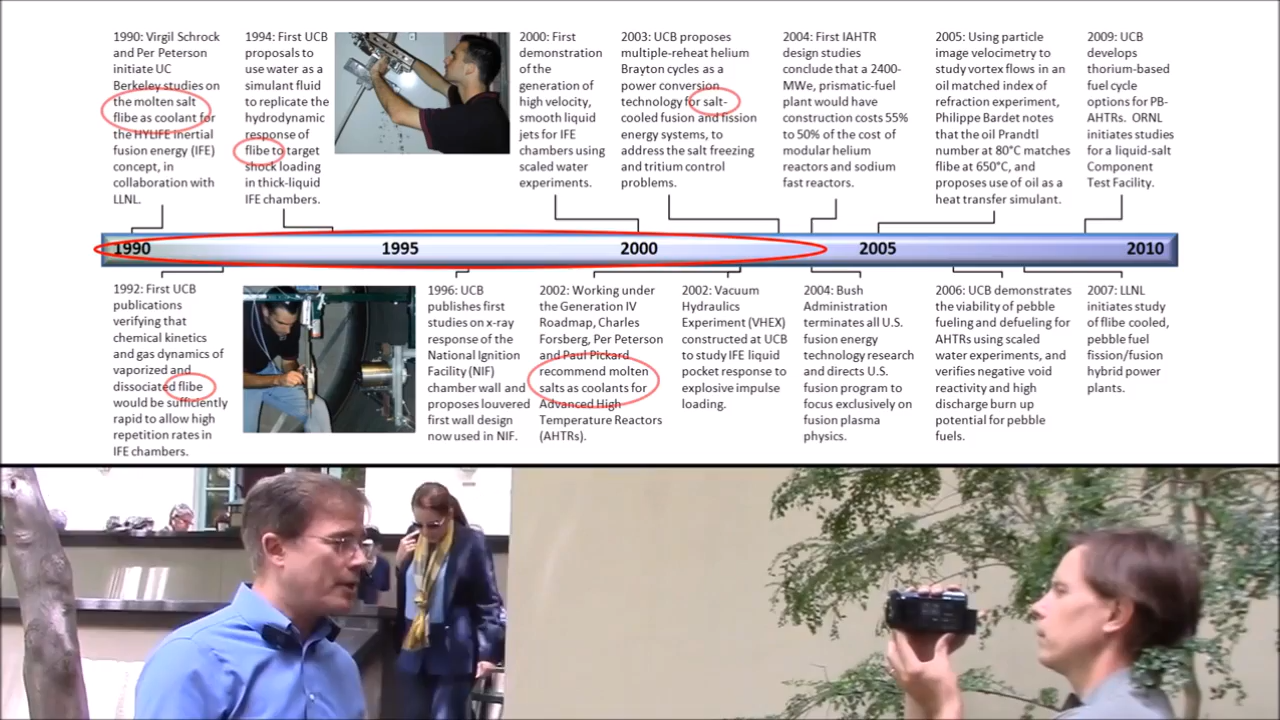 1990: Virgil Schrock
and Per Peterson
initiate UC
Berkeley studies on
the molten salt
flibe as coolant for
the HYLIFE inertial
fusion energy (IFE)
concept, in
collaboration with
LLNL.
1994: First UCB
proposals to
use water as a
simulant fluid
to replicate the
hydrodynamic
response of
flibe to target
shock loading
in thick-liquid
IFE chambers.
2000: First
demonstration
of the
generation of
high velocity,
smooth liquid
jets for IFE
chambers using
scaled water
experiments.
2003: UCB proposes
multiple-reheat helium
Brayton cycles as a
power conversion
technology for salt-
cooled fusion and fission
energy systems, to
address the salt freezing
and tritium control
problems.
2004: First IAHTR
design studies
conclude that a 2400-
MWe, prismatic-fuel
plant would have
construction costs 55%
to 50% of the cost of
modular helium
reactors and sodium
fast reactors.
2005: Using particle
image velocimetry to
study vortex flows in an
oil matched index of
refraction experiment,
Philippe Bardet notes
that the oil Prandtl
number at 80°C matches
flibe at 650°C, and
proposes use of oil as a
heat transfer simulant.
2009: UCB
develops
thorium-based
fuel cycle
options for PB-
AHTRs. ORNL
initiates studies
for a liquid-salt
Component
Test Facility.
1990 1995 2000 2005 2010
1992: First UCB
publications
verifying that
chemical kinetics
and gas dynamics of
vaporized and
dissociated flibe
would be sufficiently
rapid to allow high
repetition rates in
IFE chambers.
1996: UCB
publishes first
studies on x-ray
response of the
National Ignition
Facility (NIF)
chamber wall and
proposes louvered
first wall design
now used in NIF.
2002: Working under
the Generation IV
Roadmap, Charles
Forsberg, Per Peterson
and Paul Pickard
recommend molten
salts as coolants for
Advanced High
Temperature Reactors
(AHTRs).
2002: Vacuum
Hydraulics
Experiment (VHEX)
constructed at UCB
to study IFE liquid
pocket response to
explosive impulse
loading.
2004: Bush
Administration
terminates all U.S.
fusion energy
technology research
and directs U.S.
fusion program to
focus exclusively on
fusion plasma
physics.
2006: UCB demonstrates
the viability of pebble
fueling and defueling for
AHTRs using scaled
water experiments, and
verifies negative void
reactivity and high
discharge burn up
potential for pebble
fuels.
2007: LLNL
initiates study
of flibe cooled,
pebble fuel
fission/fusion
hybrid power
plants.